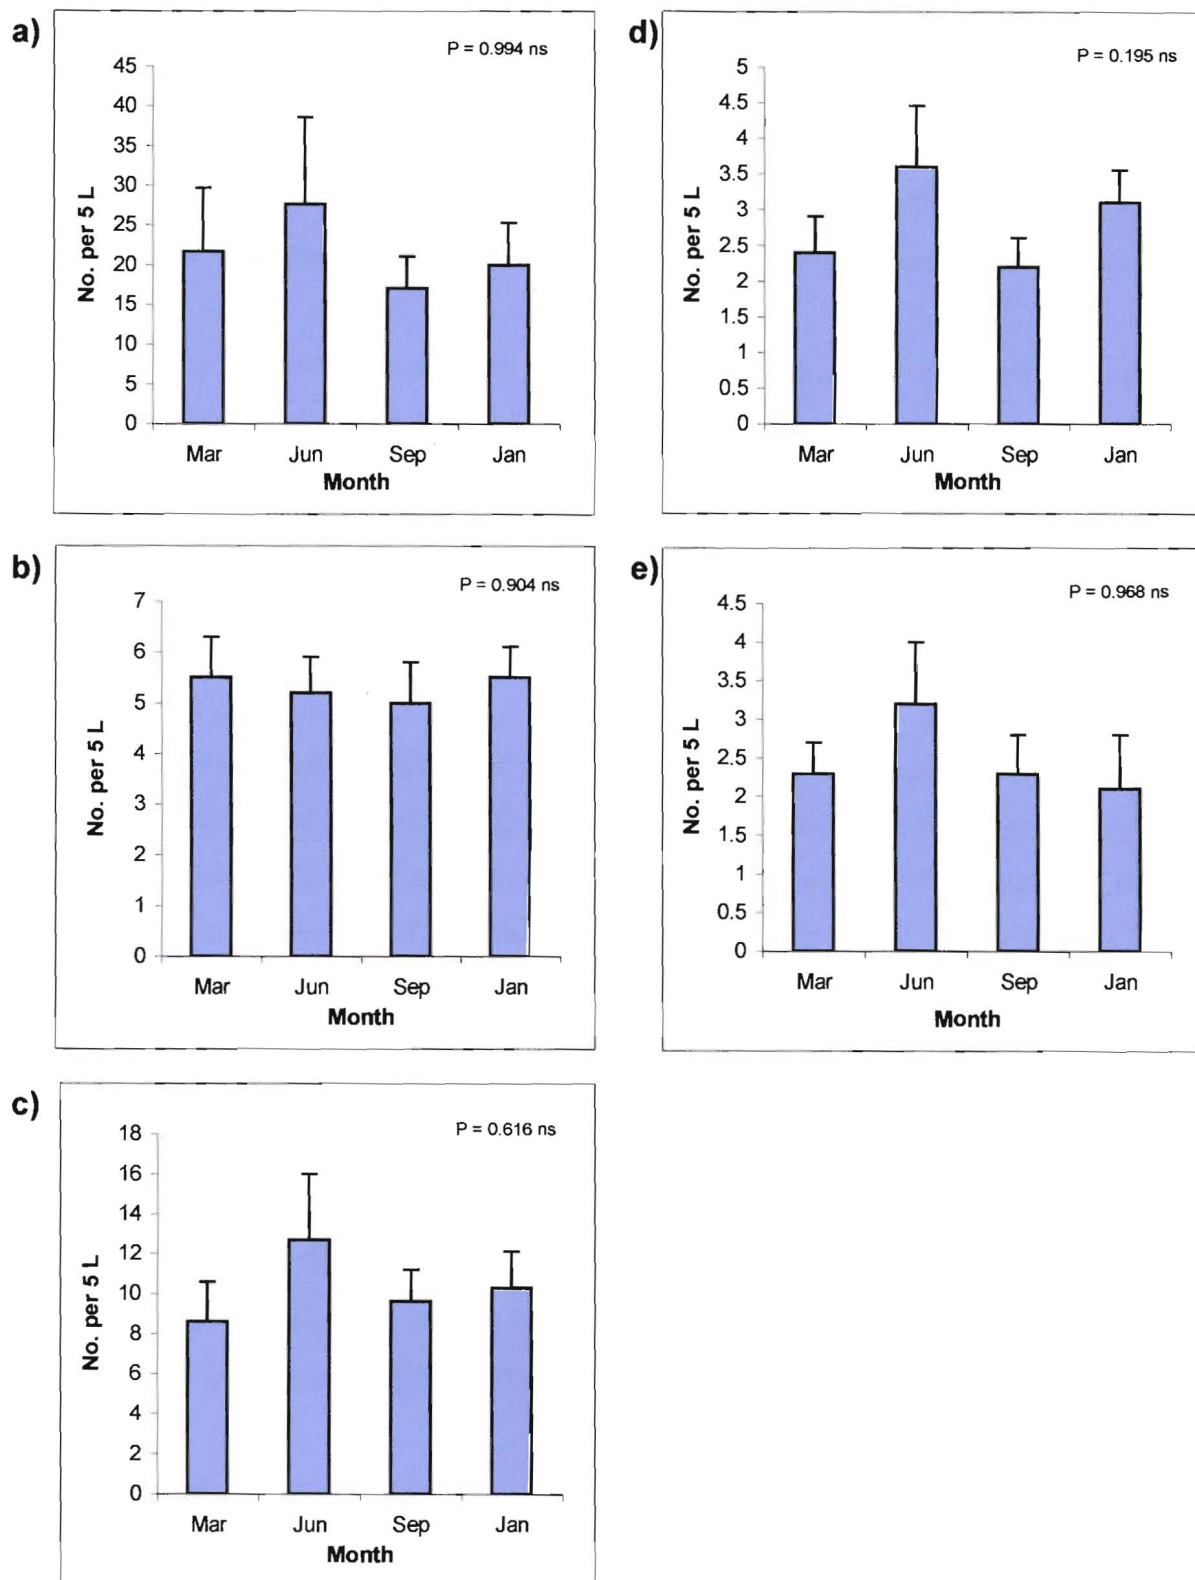 a)
P = 0.994 ns
45
40
35
30
25
20
15
10
5
0
No. per 5 L
Mar Jun Sep Jan
Month
b)
P = 0.904 ns
7
6
5
4
3
2
1
0
No. per 5 L
Mar Jun Sep Jan
Month
c)
P = 0.616 ns
18
16
14
12
10
8
6
4
2
0
No. per 5 L
Mar Jun Sep Jan
Month
d)
P = 0.195 ns
5
4.5
4
3.5
3
2.5
2
1.5
1
0.5
0
No. per 5 L
Mar Jun Sep Jan
Month
e)
P = 0.968 ns
4.5
4
3.5
3
2.5
2
1.5
1
0.5
0
No. per 5 L
Mar Jun Sep Jan
Month